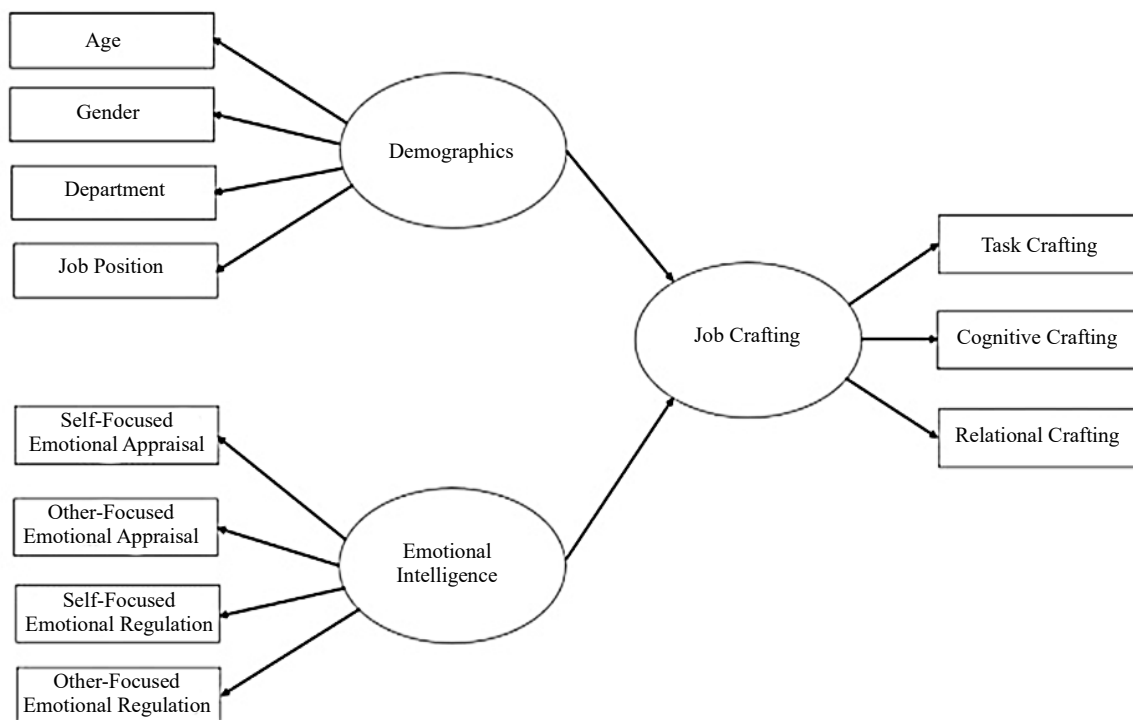 Age
Gender
Department
Job Position
Demographics
Self-Focused
Emotional Appraisal
Other-Focused
Emotional Appraisal
Self-Focused
Emotional Regulation
Other-Focused
Emotional Regulation
Emotional
Intelligence
Job Crafting
Task Crafting
Cognitive Crafting
Relational Crafting